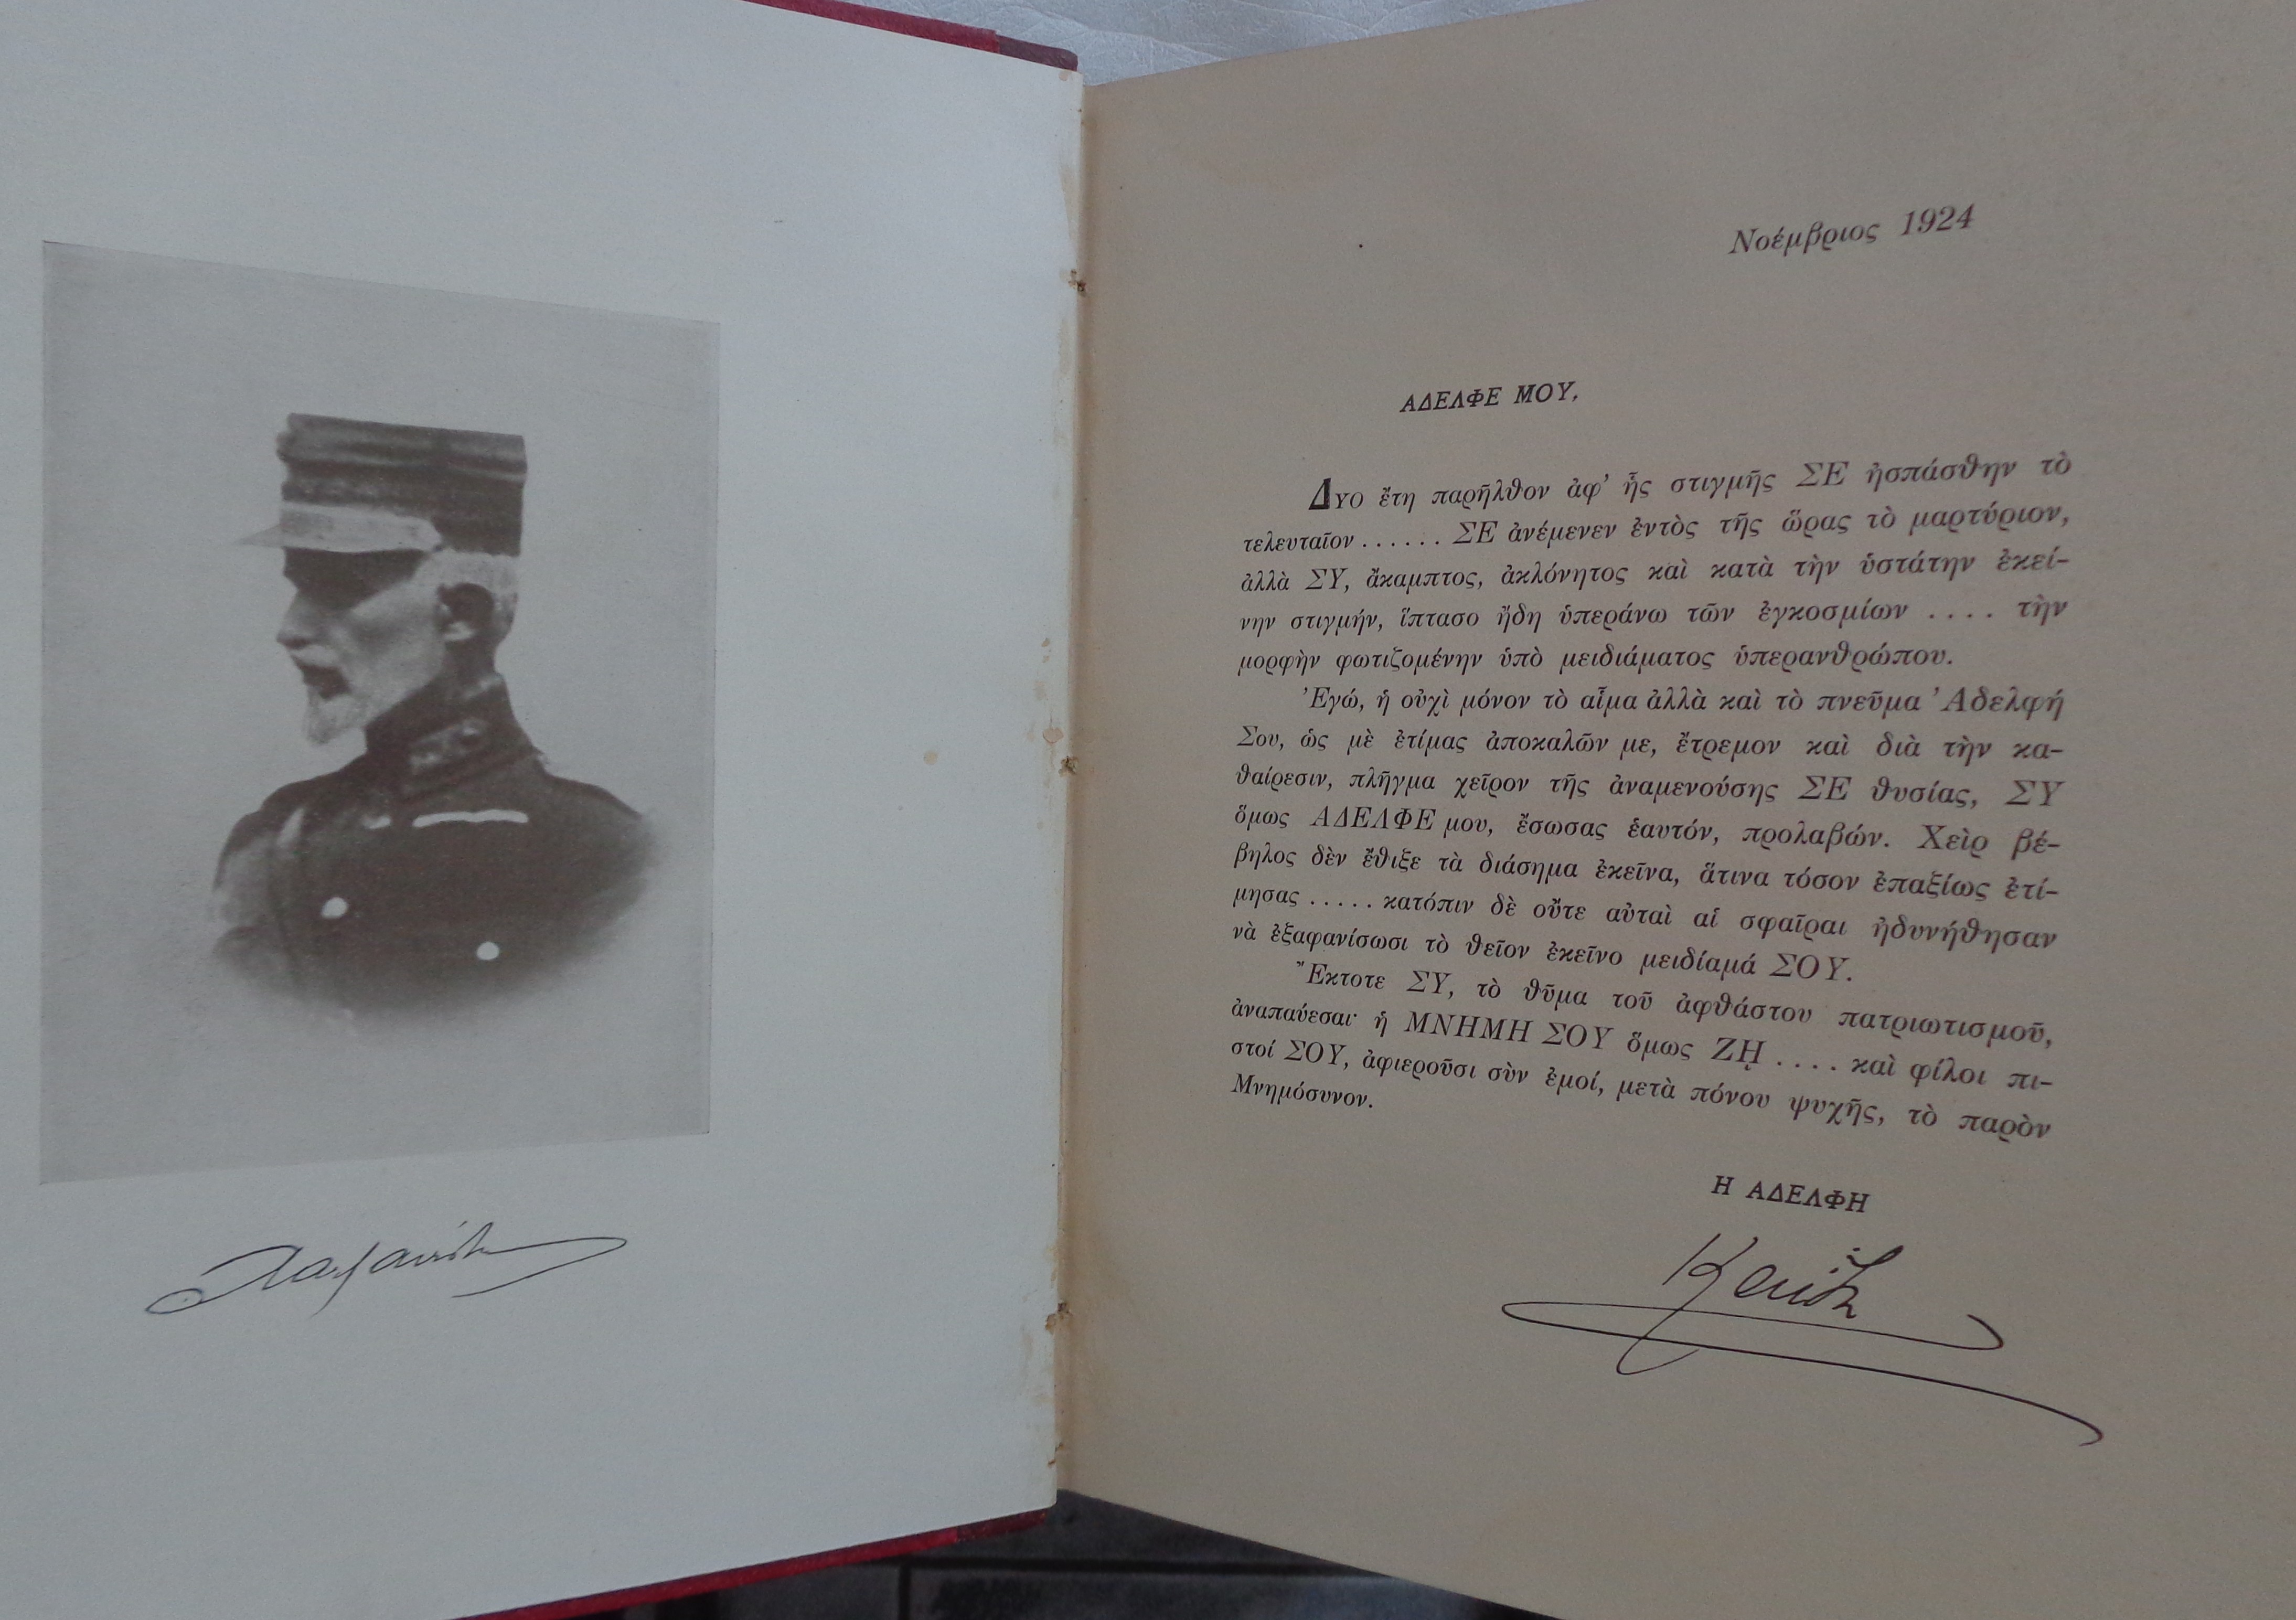 Νοέμβριος 1924
ΑΔΕΛΦΕ ΜΟΥ,
ΔΥΟ ἔτη παρῆλθον ἀφ’ ἧς στιγμῆς ΣΕ ἠσπάσθην τὸ
τελευταῖον ...... ΣΕ ἀνέμενεν ἐντὸς τῆς ὥρας τὸ μαρτύριον,
ἀλλὰ ΣΥ, ἄκαμπτος, ἀκλόνητος καὶ κατὰ τὴν ὑστάτην ἐκεί-
νην στιγμήν, ἵπτασο ἤδη ὑπεράνω τῶν ἐγκοσμίων .... τὴν
μορφὴν φωτιζομένην ὑπὸ μειδιάματος ὑπερανθρώπου.
Ἐγώ, ἡ οὐχὶ μόνον τὸ αἷμα ἀλλὰ καὶ τὸ πνεῦμα Ἀδελφή
Σου, ὡς μὲ ἐτίμας ἀποκαλῶν με, ἔτρεμον καὶ διὰ τὴν κα-
θαίρεσιν, πλῆγμα χεῖρον τῆς ἀναμενούσης ΣΕ θυσίας, ΣΥ
ὅμως ΑΔΕΛΦΕ μου, ἔσωσας ἑαυτόν, προλαβών. Χεὶρ βέ-
βηλος δὲν ἔθιξε τὰ διάσημα ἐκεῖνα, ἅτινα τόσον ἐπαξίως ἐτί-
μησας ..... κατόπιν δὲ οὔτε αὐταὶ αἱ σφαῖραι ἠδυνήθησαν
νὰ ἐξαφανίσωσι τὸ θεῖον ἐκεῖνο μειδίαμά ΣΟΥ.
Ἔκτοτε ΣΥ, τὸ θῦμα τοῦ ἀφθάστου πατριωτισμοῦ,
ἀναπαύεσαι· ἡ ΜΝΗΜΗ ΣΟΥ ὅμως Ζῌ .... καὶ φίλοι πι-
στοί ΣΟΥ, ἀφιεροῦσι σὺν ἐμοί, μετὰ πόνου ψυχῆς, τὸ παρὸν
Μνημόσυνον.
Η ΑΔΕΛΦΗ